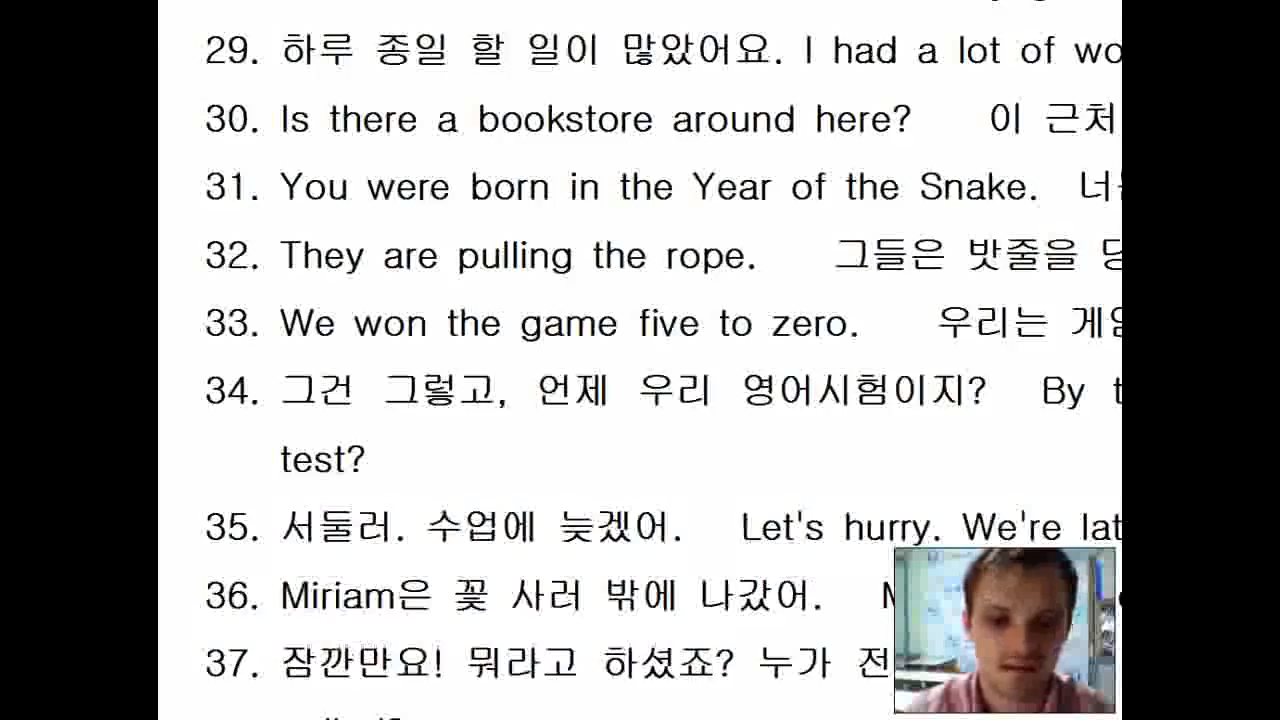 29. 하루 종일 할 일이 많았어요. I had a lot of
30. Is there a bookstore around here? 이 근처
31. You were born in the Year of the Snake.
32. They are pulling the rope. 그들은 밧줄을
33. We won the game five to zero. 우리는
34. 그건 그렇고, 언제 우리 영어시험이지? By
test?
35. 서둘러. 수업에 늦겠어. Let's hurry. We're
36. Miriam은 꽃 사러 밖에 나갔어.
37. 잠깐만요! 뭐라고 하셨죠? 누가